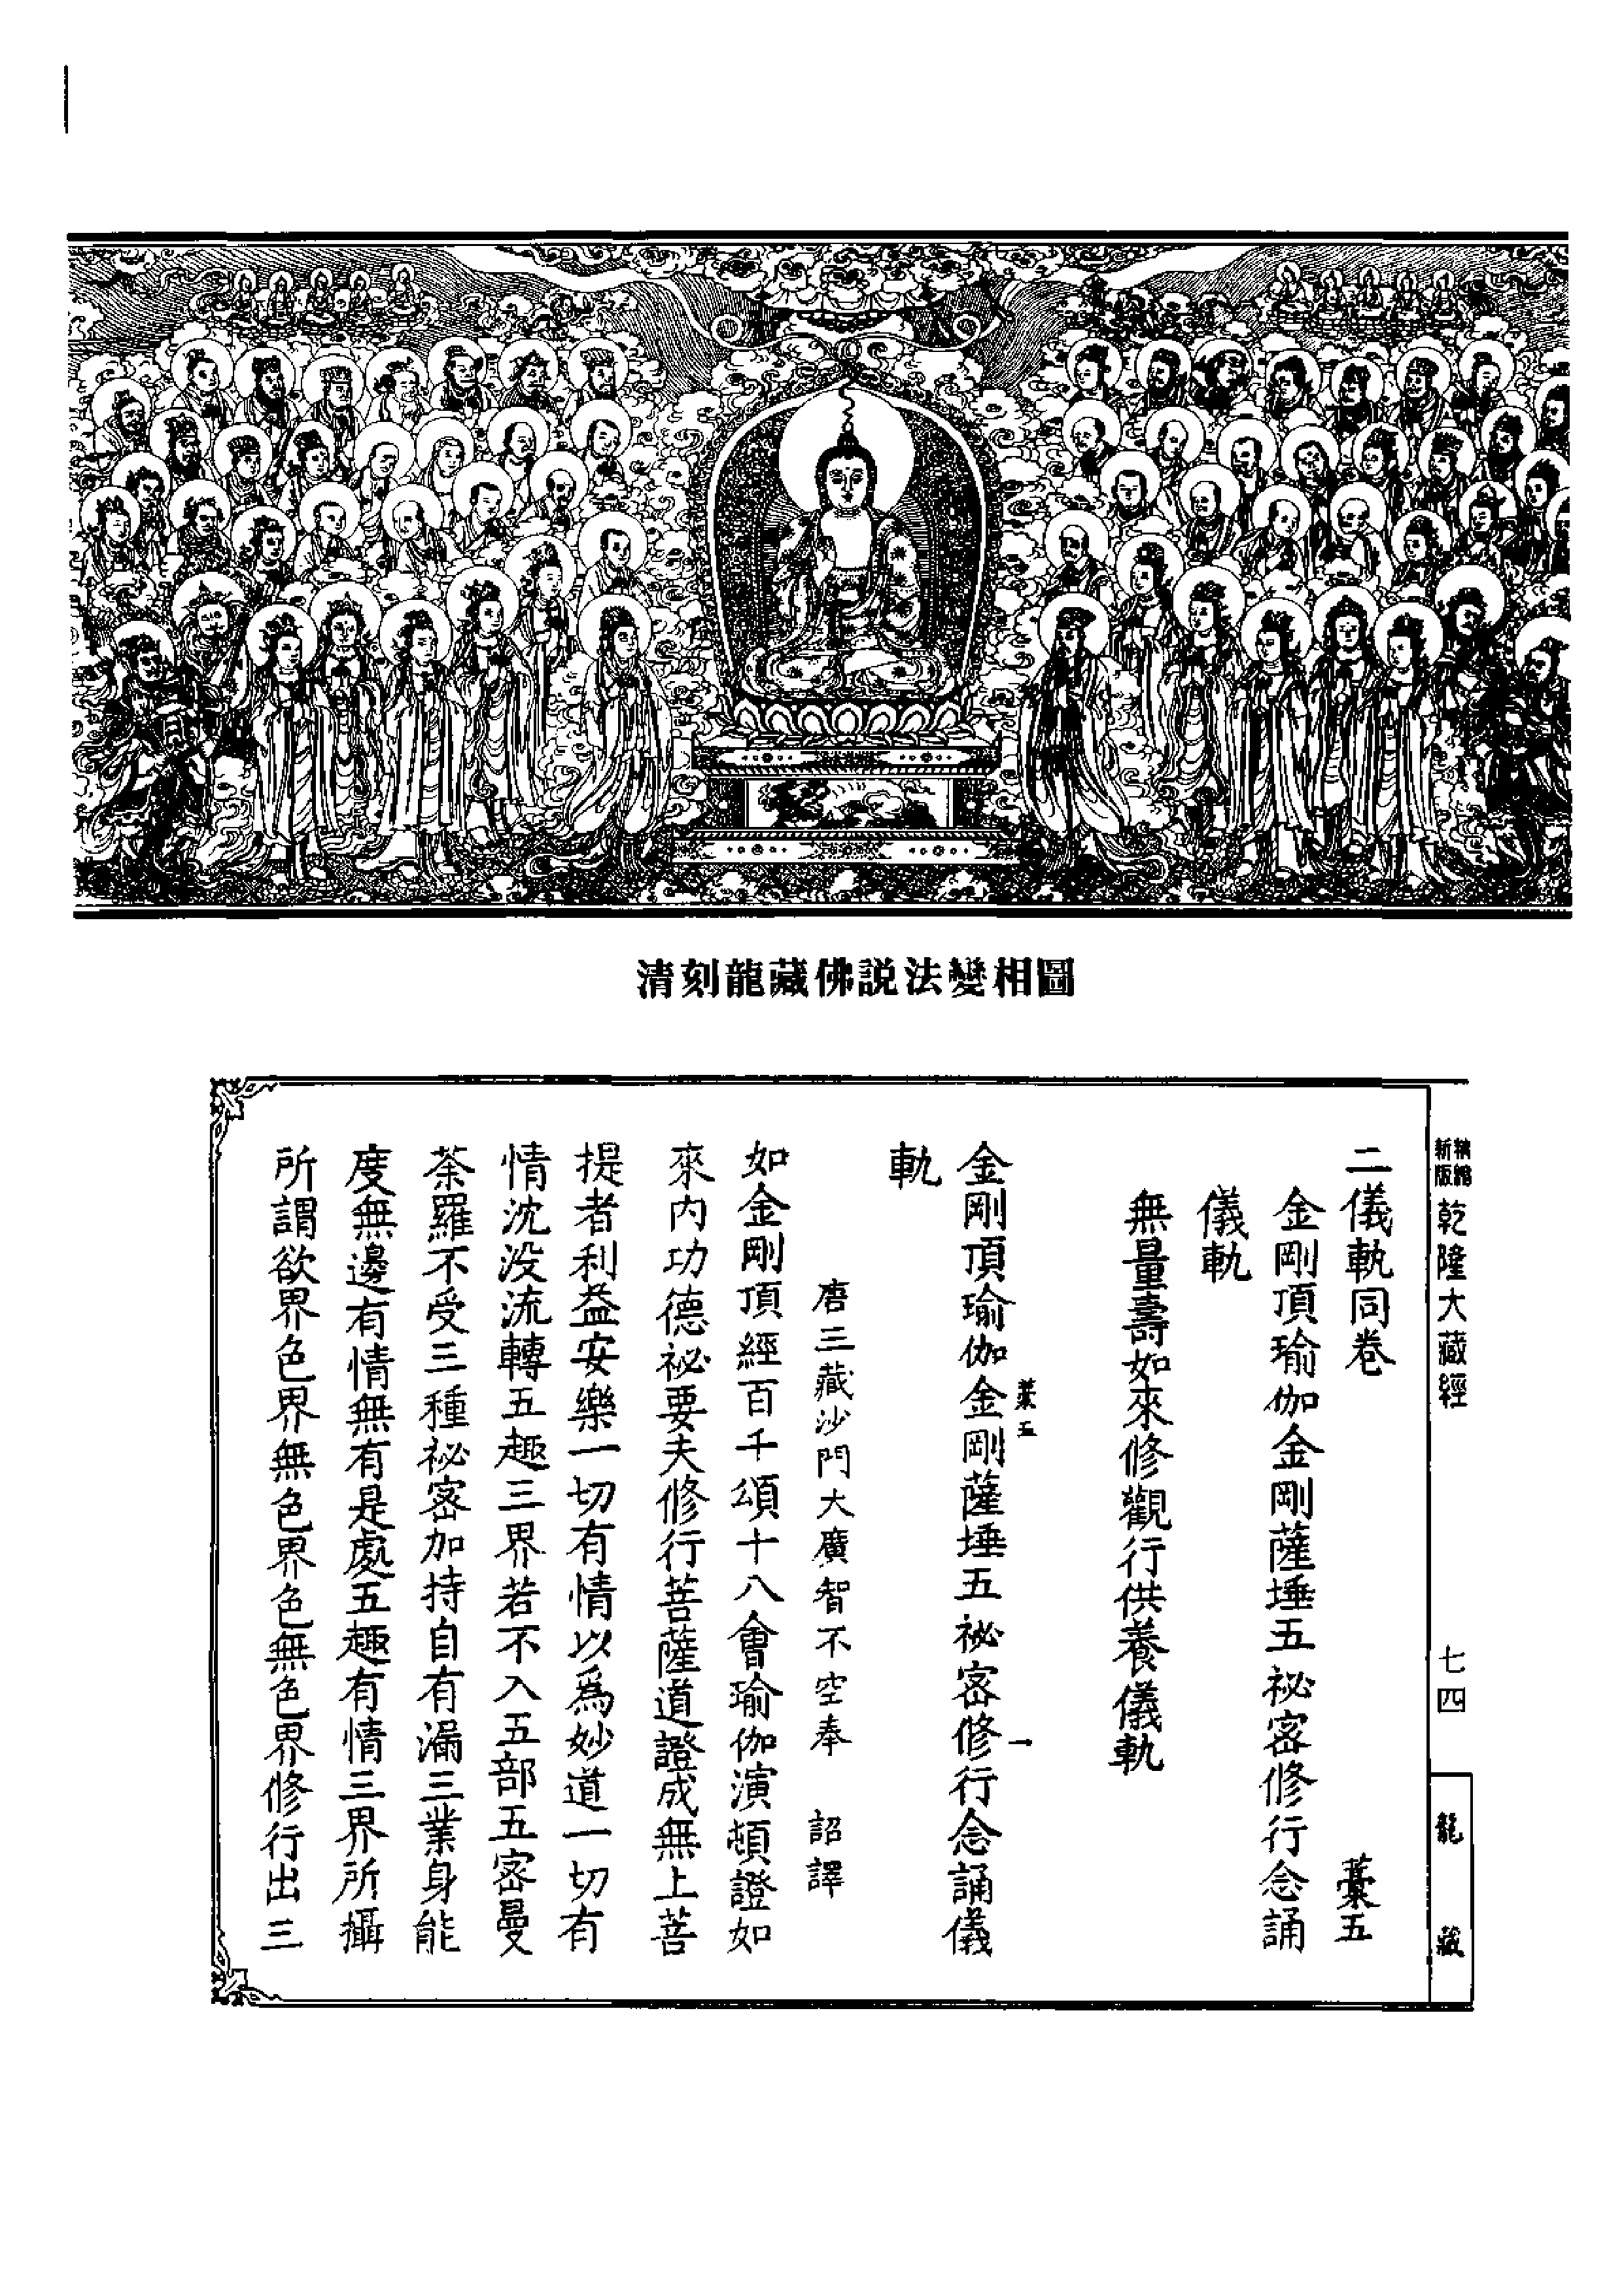 清刻龍藏佛説法變相圖
新版
精縮
乾隆大藏經
七四
龍藏
二儀軌同卷 藁五
金剛頂瑜伽金剛薩埵五祕密修行念誦
儀軌
無量壽如來修觀行供養儀軌
藁五 一
金剛頂瑜伽金剛薩埵五祕密修行念誦儀
軌
唐三藏沙門大廣智不空奉 詔譯
如金剛頂經百千頌十八會瑜伽演頓證如
來内功德祕要夫修行菩薩道證成無上菩
提者利益安樂一切有情以爲妙道一切有
情沈没流轉五趣三界若不入五部五密曼
荼羅不受三種祕密加持自有漏三業身能
度無邊有情無有是處五趣有情三界所攝
所謂欲界色界無色界色無色界修行出三